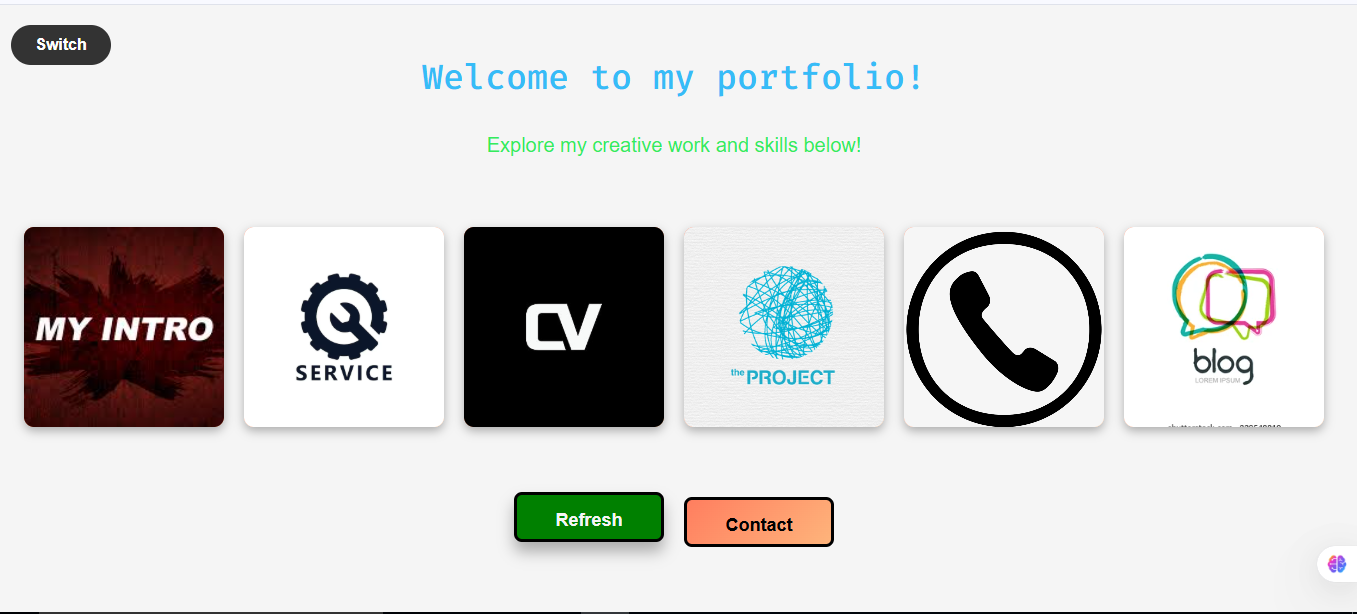 Switch
Welcome to my portfolio!
Explore my creative work and skills below!
MY INTRO
SERVICE
CV
the PROJECT
blog
LOREM IPSUM
Refresh
Contact